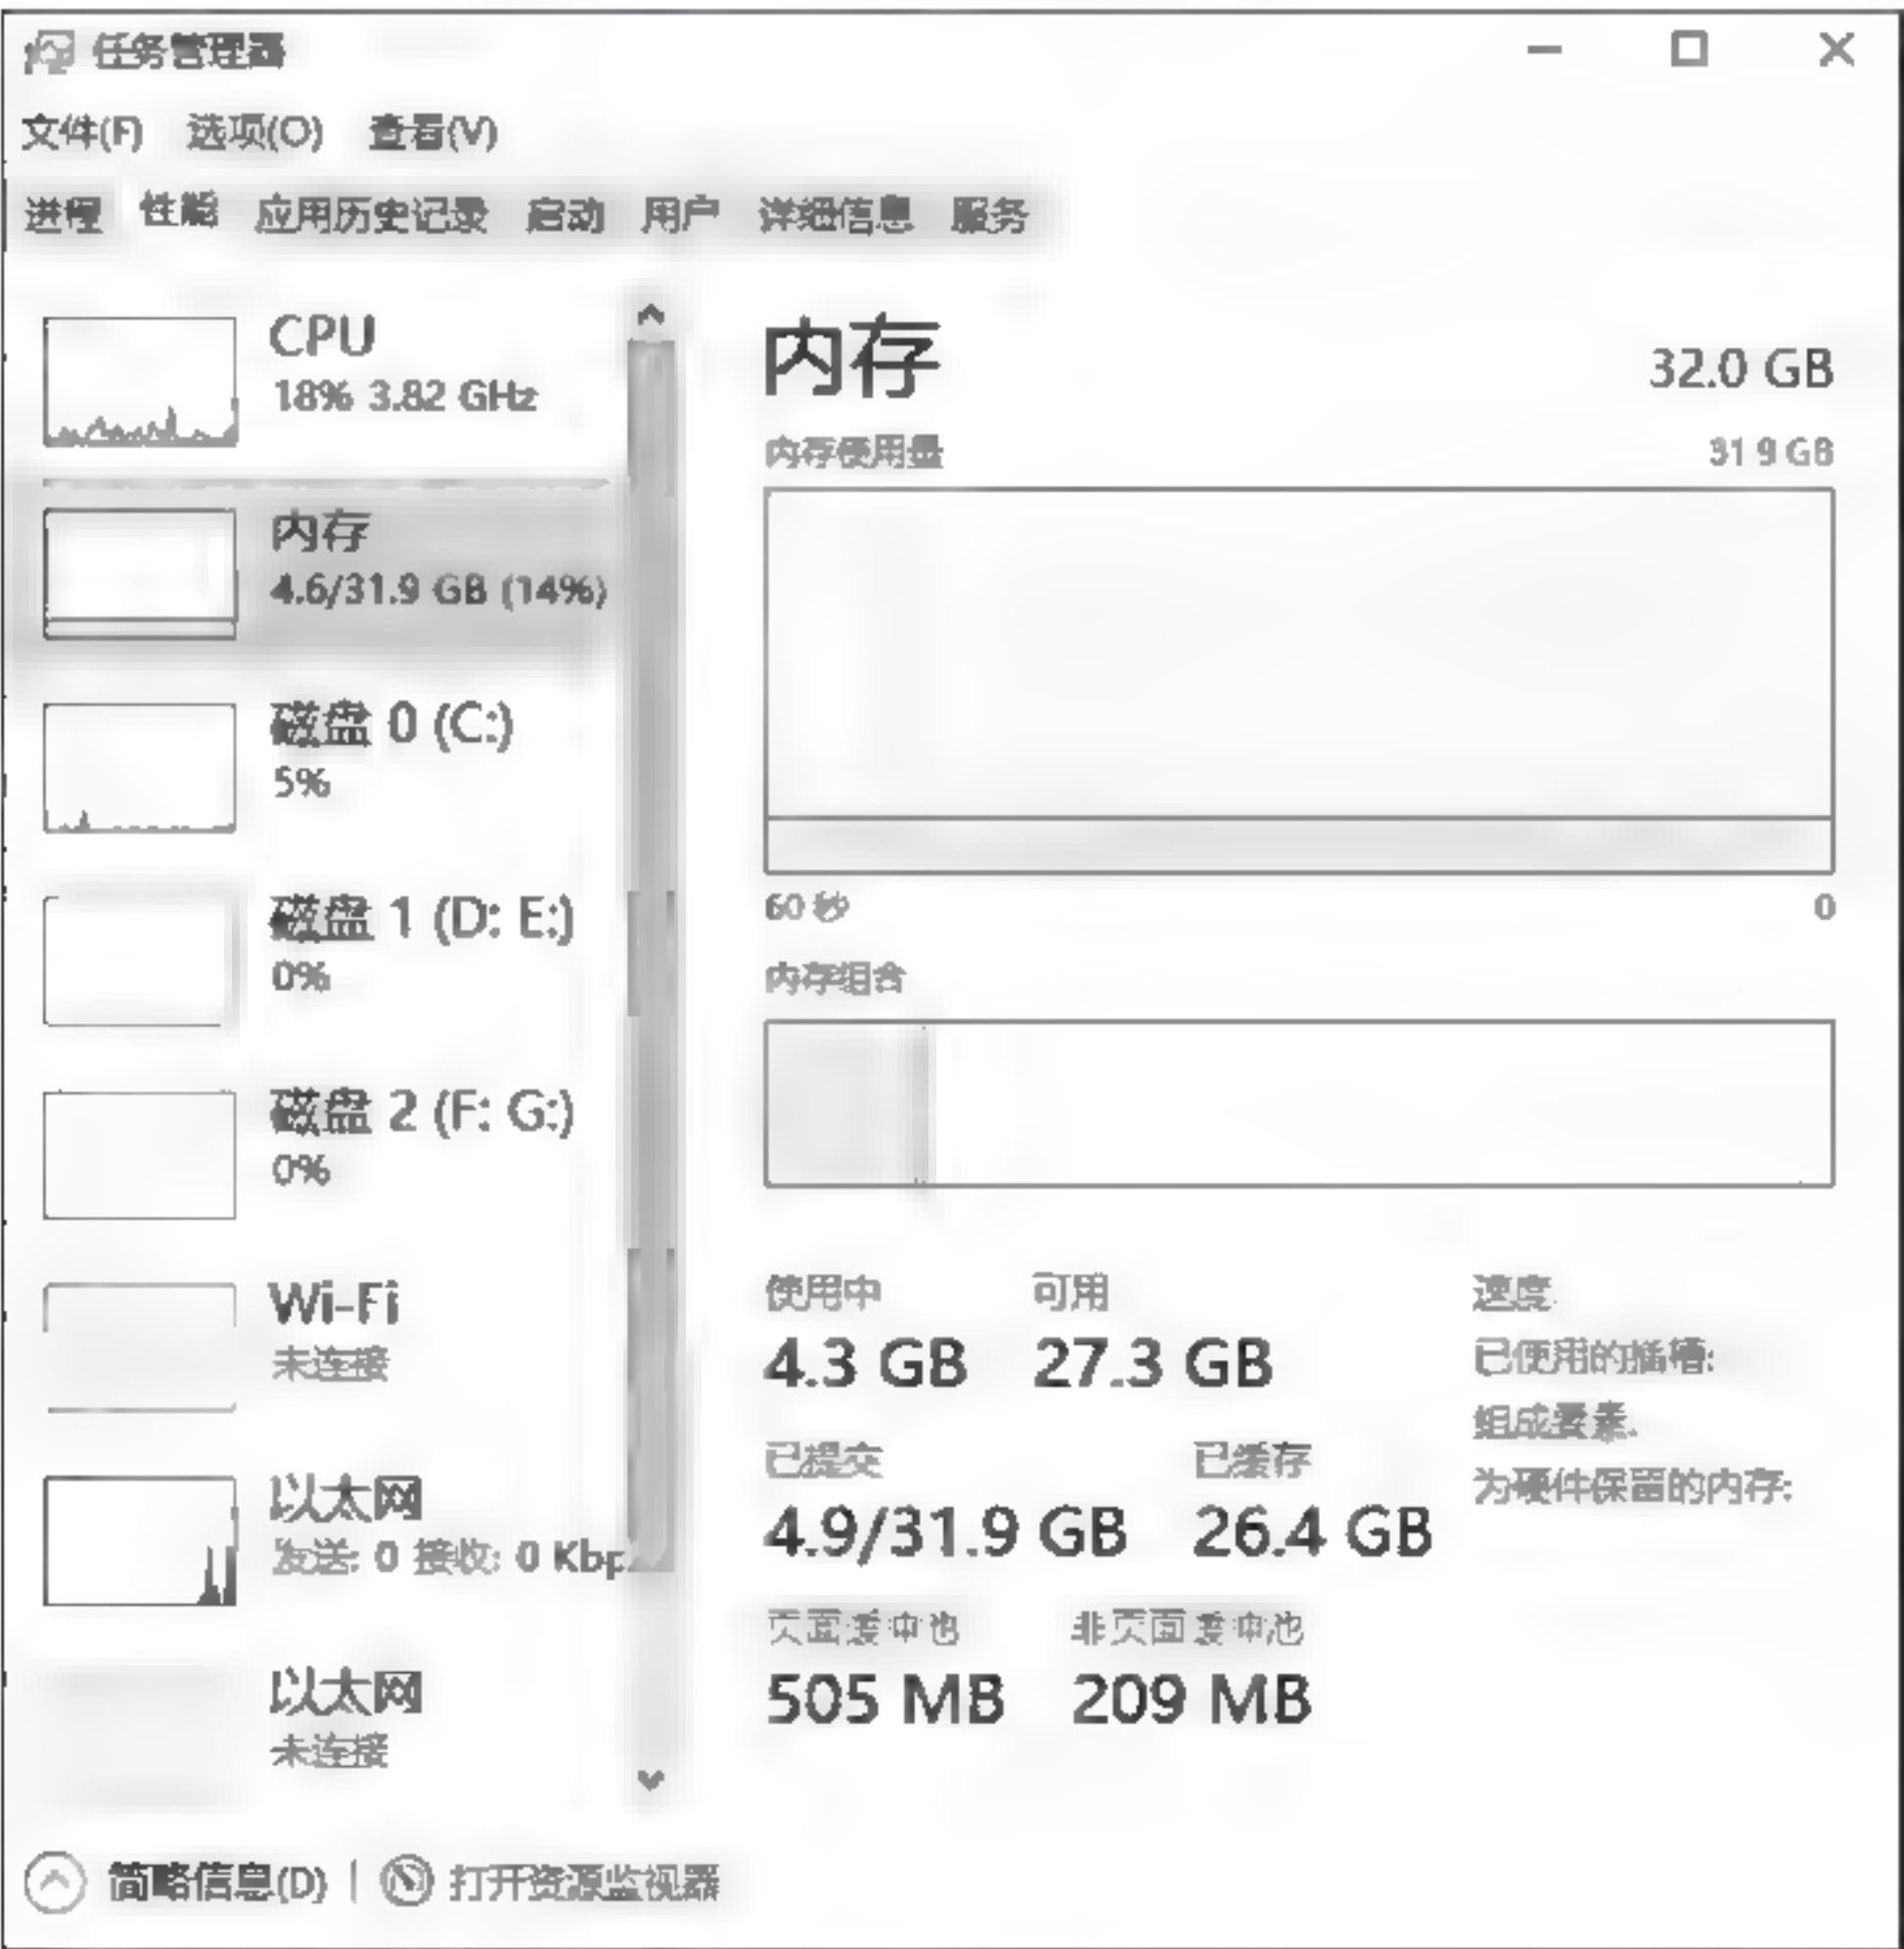 任务管理器
文件(F) 选项(O) 查看(V)
进程 性能 应用历史记录 启动 用户 详细信息 服务
CPU
18% 3.82 GHz
内存
4.6/31.9 GB (14%)
磁盘 0 (C:)
5%
磁盘 1 (D: E:)
0%
磁盘 2 (F: G:)
0%
Wi-Fi
未连接
以太网
发送: 0 接收: 0 Kbp
以太网
未连接
内存
32.0 GB
内存使用量
31.9 GB
60 秒
0
内存组合
使用中
4.3 GB
可用
27.3 GB
已提交
4.9/31.9 GB
已缓存
26.4 GB
页面缓冲池
505 MB
非页面缓冲池
209 MB
速度:
已使用的插槽:
组成要素:
为硬件保留的内存:
简略信息(D) | 打开资源监视器